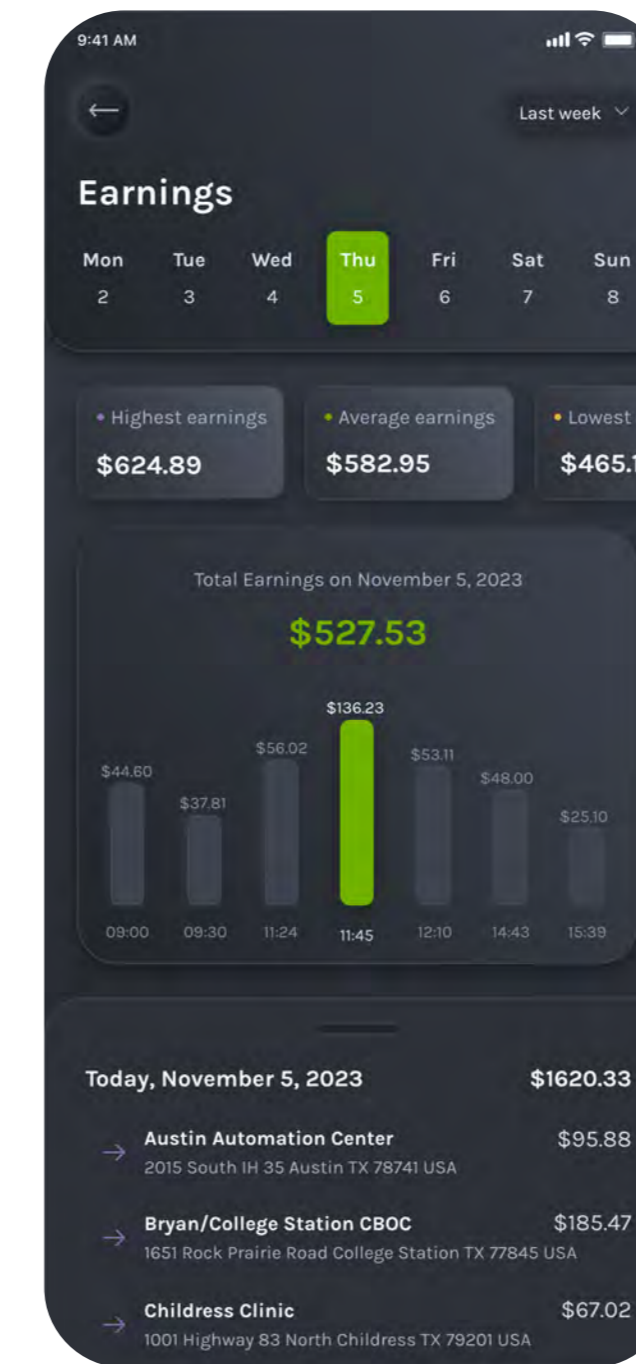 9:41 AM
Last week
Earnings
Mon Tue Wed Thu Fri Sat Sun
2 3 4 5 6 7 8
Highest earnings
$624.89
Average earnings
$582.95
Lowest
$465.1
Total Earnings on November 5, 2023
$527.53
$44.60 $37.81 $56.02 $136.23 $53.11 $48.00 $25.10
09:00 09:30 11:24 11:45 12:10 14:43 15:39
Today, November 5, 2023 $1620.33
Austin Automation Center $95.88
2015 South IH 35 Austin TX 78741 USA
Bryan/College Station CBOC $185.47
1651 Rock Prairie Road College Station TX 77845 USA
Childress Clinic $67.02
1001 Highway 83 North Childress TX 79201 USA